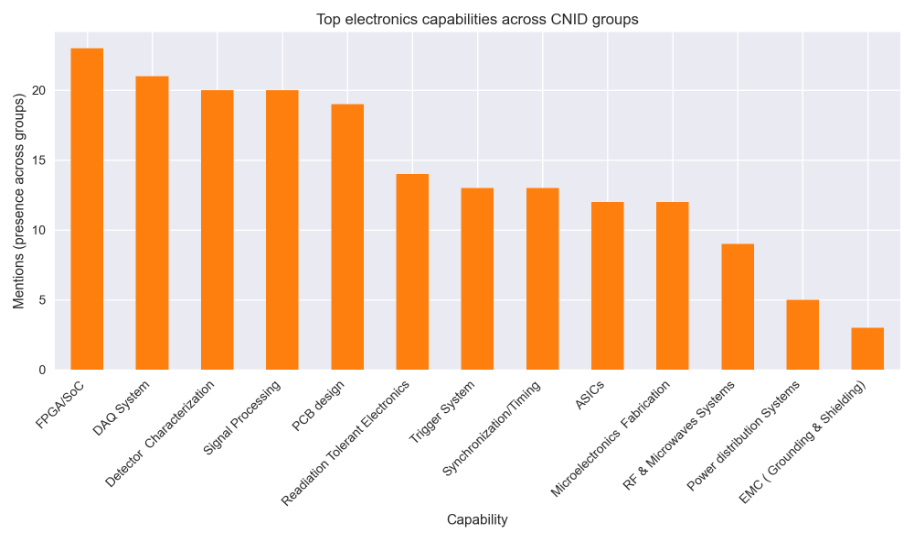 Top electronics capabilities across CNID groups
Mentions (presence across groups)
20
15
10
5
0
FPGA/SoC
DAQ System
Detector  Characterization
Signal Processing
PCB design
Readiation Tolerant Electronics
Trigger System
Synchronization/Timing
ASICs
Microelectronics  Fabrication
RF & Microwaves Systems
Power distribution Systems
EMC ( Grounding & Shielding)
Capability